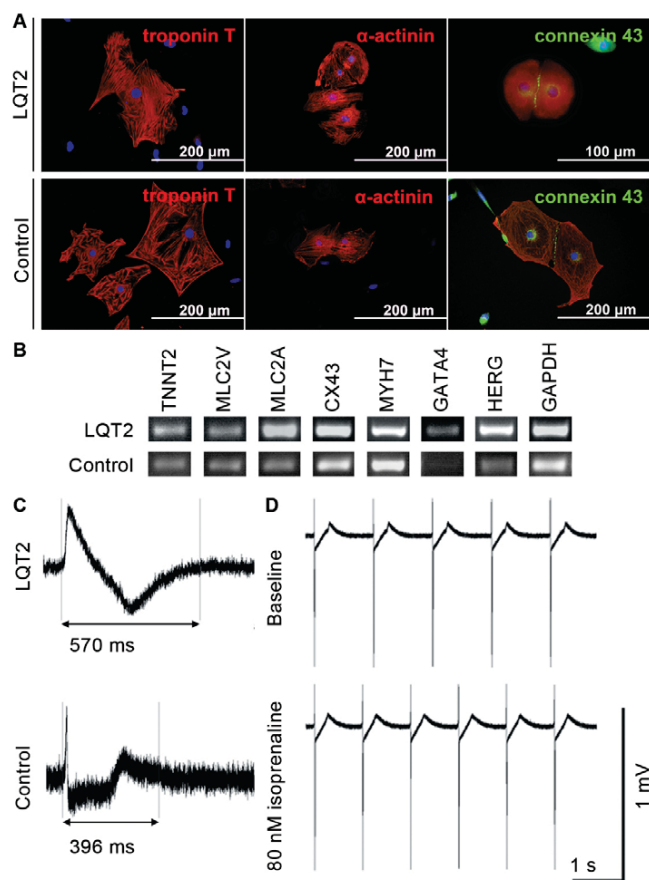 A
LQT2
troponin T
200 µm
α-actinin
200 µm
connexin 43
100 µm
Control
troponin T
200 µm
α-actinin
200 µm
connexin 43
200 µm
B
TNNT2
MLC2V
MLC2A
CX43
MYH7
GATA4
HERG
GAPDH
LQT2
Control
C
LQT2
570 ms
Control
396 ms
D
Baseline
80 nM isoprenaline
1 mV
1 s